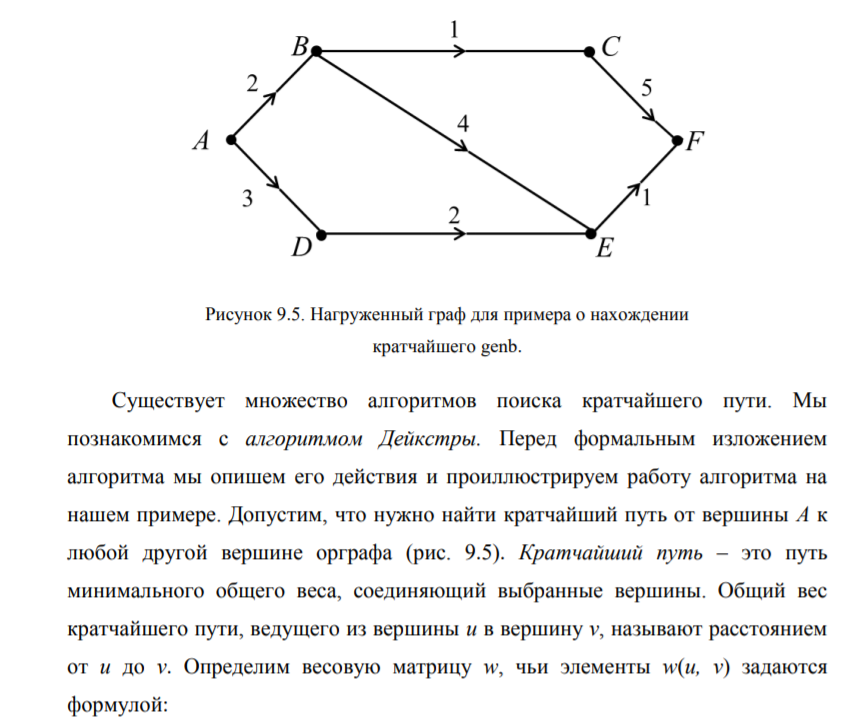 1
B
C
2
5
4
A
F
3
1
2
D
E
Рисунок 9.5. Нагруженный граф для примера о нахождении
кратчайшего genb.
Существует множество алгоритмов поиска кратчайшего пути. Мы
познакомимся с алгоритмом Дейкстры. Перед формальным изложением
алгоритма мы опишем его действия и проиллюстрируем работу алгоритма на
нашем примере. Допустим, что нужно найти кратчайший путь от вершины A к
любой другой вершине орграфа (рис. 9.5). Кратчайший путь – это путь
минимального общего веса, соединяющий выбранные вершины. Общий вес
кратчайшего пути, ведущего из вершины u в вершину v, называют расстоянием
от u до v. Определим весовую матрицу w, чьи элементы w(u, v) задаются
формулой: